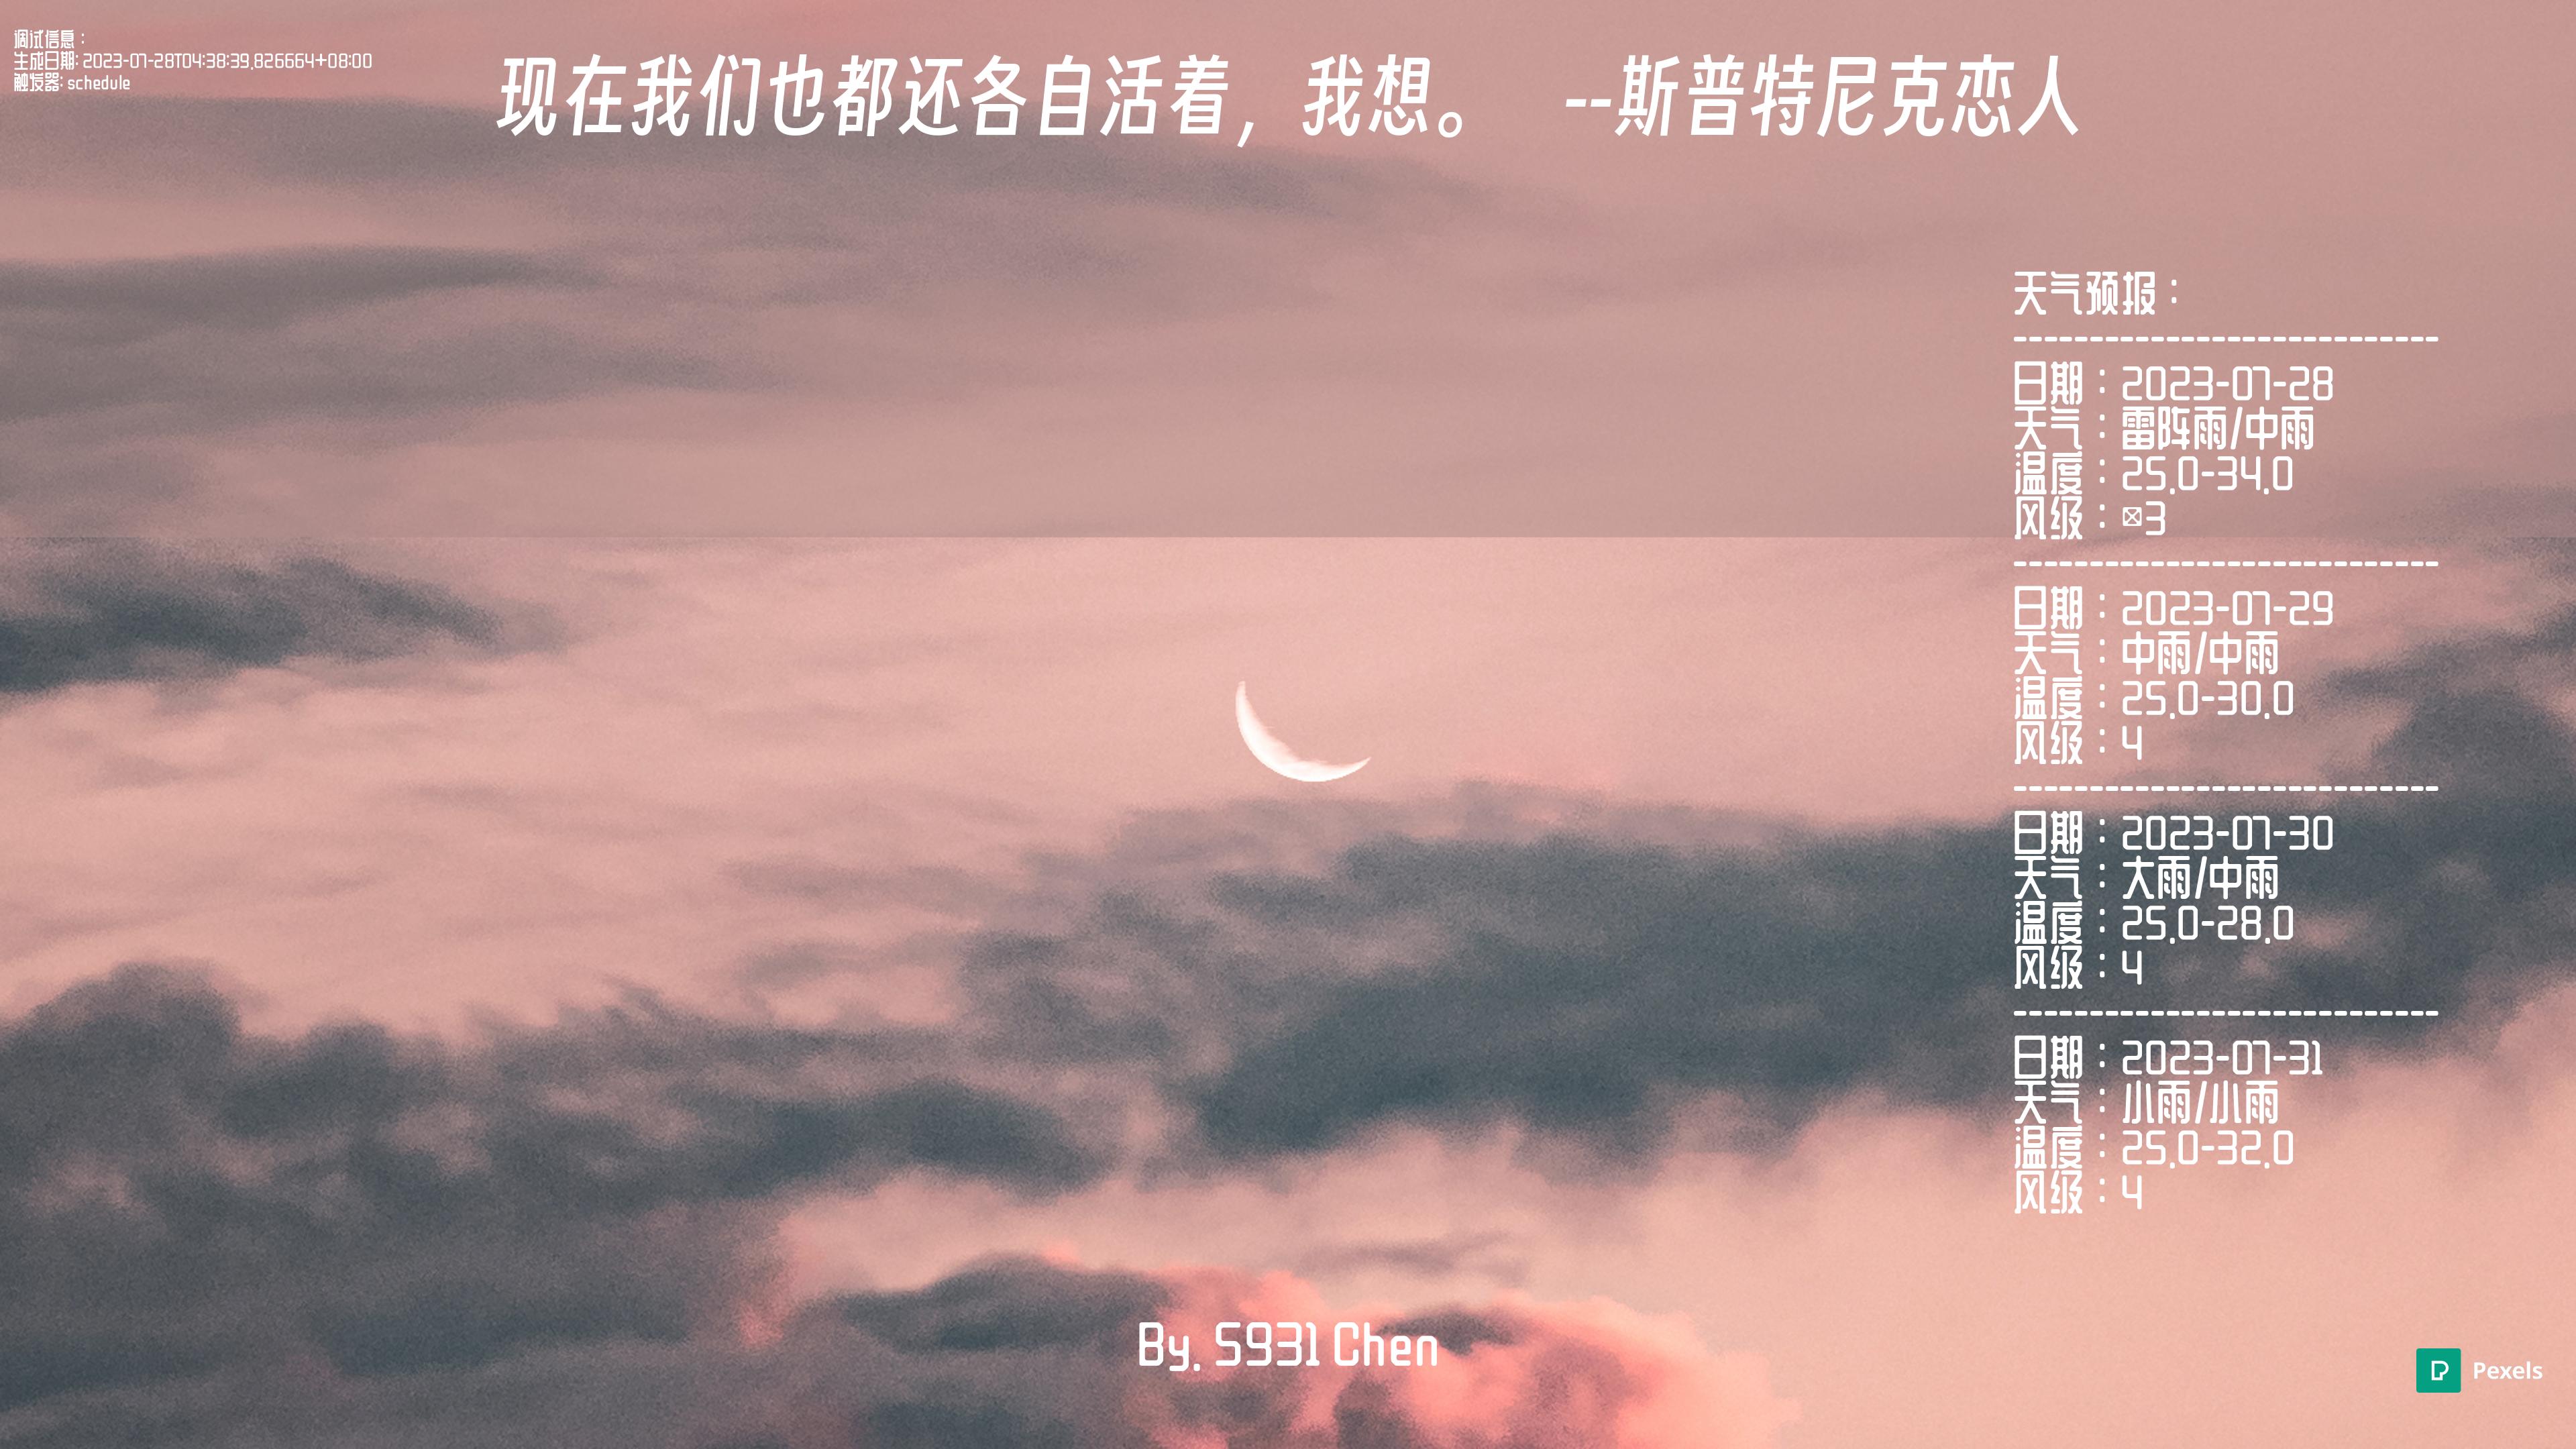 调试信息：
生成日期: 2023-07-28T04:38:39.826664+08:00
触发器: schedule
现在我们也都还各自活着，我想。 --斯普特尼克恋人
天气预报：
----------------------------
日期：2023-07-28
天气：雷阵雨/中雨
温度：25.0-34.0
风级：☒3
----------------------------
日期：2023-07-29
天气：中雨/中雨
温度：25.0-30.0
风级：4
----------------------------
日期：2023-07-30
天气：大雨/中雨
温度：25.0-28.0
风级：4
----------------------------
日期：2023-07-31
天气：小雨/小雨
温度：25.0-32.0
风级：4
By. 5931 Chen
Pexels